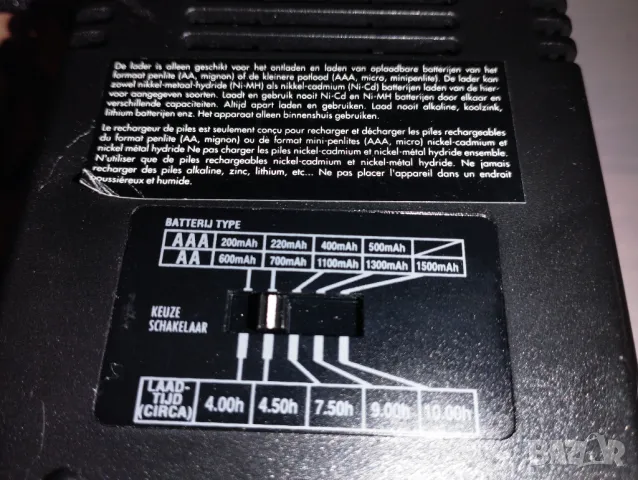 De lader is alleen geschikt voor het ontladen en laden van oplaadbare batterijen van het
formaat penlite (AA, mignon) of de kleinere potlood (AAA, micro, minipenlite). De lader kan
zowel nikkel-metaal-hydride (Ni-MH) als nikkel-cadmium (Ni-Cd) batterijen laden van de hier-
voor aangegeven soorten. Laadt en gebruik nooit Ni-Cd en Ni-MH batterijen door elkaar en
verschillende capaciteiten. Altijd apart laden en gebruiken. Laad nooit alkaline, koolzink,
lithium batterijen enz. Het apparaat alleen binnenshuis gebruiken.
Le rechargeur de piles est seulement conçu pour recharger et décharger les piles rechargeables
du format penlite (AA, mignon) ou de format mini-penlites (AAA, micro) nickel-cadmium et
nickel métal hydride Ne pas charger les piles nickel-cadmium et nickel-métal hydride ensemble.
N'utiliser que de piles rechargeables nickel-cadmium et nickel-métal hydride. Ne jamais
recharger des piles alkaline, zinc, lithium, etc... Ne pas placer l'appareil dans un endroit
poussiéreux et humide.
BATTERIJ TYPE
AAA 200mAh 220mAh 400mAh 500mAh
AA 600mAh 700mAh 1100mAh 1300mAh 1500mAh
KEUZE
SCHAKELAAR
LAAD-
TIJD
(CIRCA) 4.00h 4.50h 7.50h 9.00h 10.00h
BAZAR